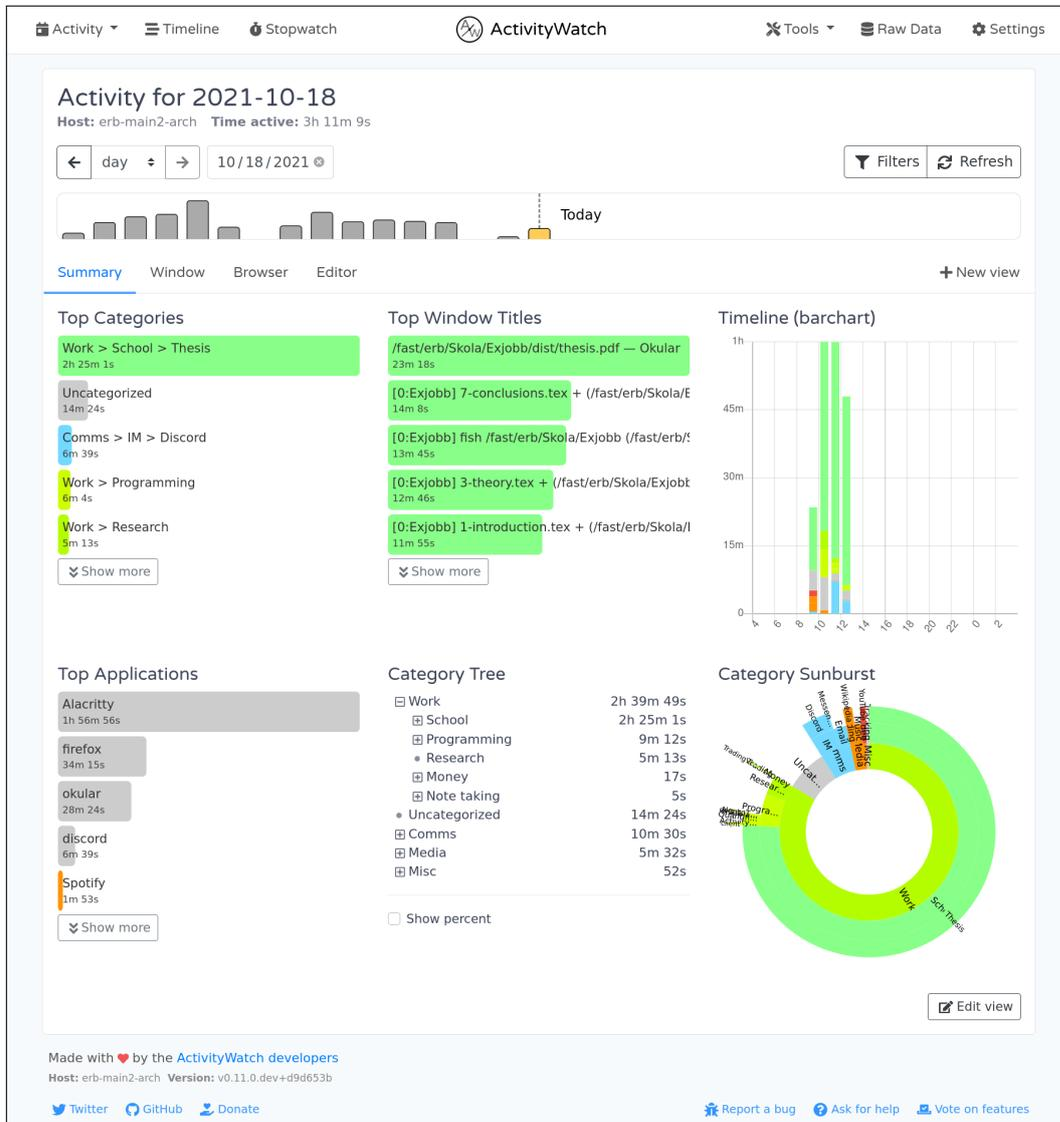 Activity
Timeline
Stopwatch
ActivityWatch
Tools
Raw Data
Settings
Activity for 2021-10-18
Host: erb-main2-arch Time active: 3h 11m 9s
day
10/18/2021
Filters
Refresh
Today
Summary
Window
Browser
Editor
New view
Top Categories
Work > School > Thesis
2h 25m 1s
Uncategorized
14m 24s
Comms > IM > Discord
6m 39s
Work > Programming
6m 4s
Work > Research
5m 13s
Show more
Top Window Titles
/fast/erb/Skola/Exjobb/dist/thesis.pdf — Okular
23m 18s
[0:Exjobb] 7-conclusions.tex + (/fast/erb/Skola/E
14m 8s
[0:Exjobb] fish /fast/erb/Skola/Exjobb (/fast/erb/S
13m 45s
[0:Exjobb] 3-theory.tex + (/fast/erb/Skola/Exjobb
12m 46s
[0:Exjobb] 1-introduction.tex + (/fast/erb/Skola/
11m 55s
Show more
Timeline (barchart)
1h
45m
30m
15m
0
4 6 8 10 12 14 16 18 20 22 0 2
Top Applications
Alacritty
1h 56m 56s
firefox
34m 15s
okular
28m 24s
discord
6m 39s
Spotify
1m 53s
Show more
Category Tree
Work 2h 39m 49s
School 2h 25m 1s
Programming 9m 12s
Research 5m 13s
Money 17s
Note taking 5s
Uncategorized 14m 24s
Comms 10m 30s
Media 5m 32s
Misc 52s
Show percent
Category Sunburst
Discord
Messen...
IM
Email
Uncat...
Money
Resear...
Progra...
Misc
Work
Thesis
Edit view
Made with by the ActivityWatch developers
Host: erb-main2-arch Version: v0.11.0.dev+d9d653b
Twitter
GitHub
Donate
Report a bug
Ask for help
Vote on features